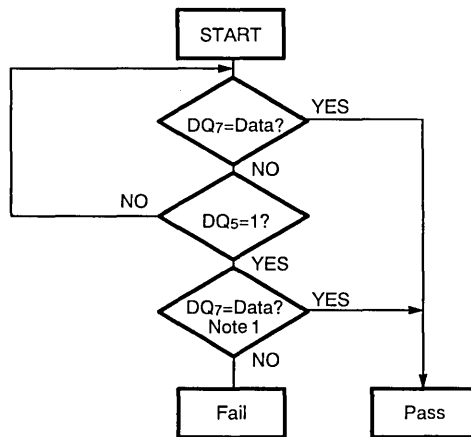 START
DQ₇=Data?
YES
NO
NO
DQ₅=1?
YES
DQ₇=Data?
Note 1
YES
NO
Fail
Pass